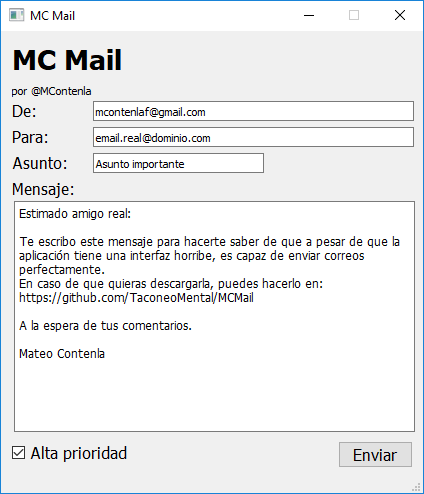 MC Mail
MC Mail
por @MContenla
De: mcontenlaf@gmail.com
Para: email.real@dominio.com
Asunto: Asunto importante
Mensaje:
Estimado amigo real:
Te escribo este mensaje para hacerte saber de que a pesar de que la
aplicación tiene una interfaz horribe, es capaz de enviar correos
perfectamente.
En caso de que quieras descargarla, puedes hacerlo en:
https://github.com/TaconeoMental/MCMail
A la espera de tus comentarios.
Mateo Contenla
Alta prioridad Enviar